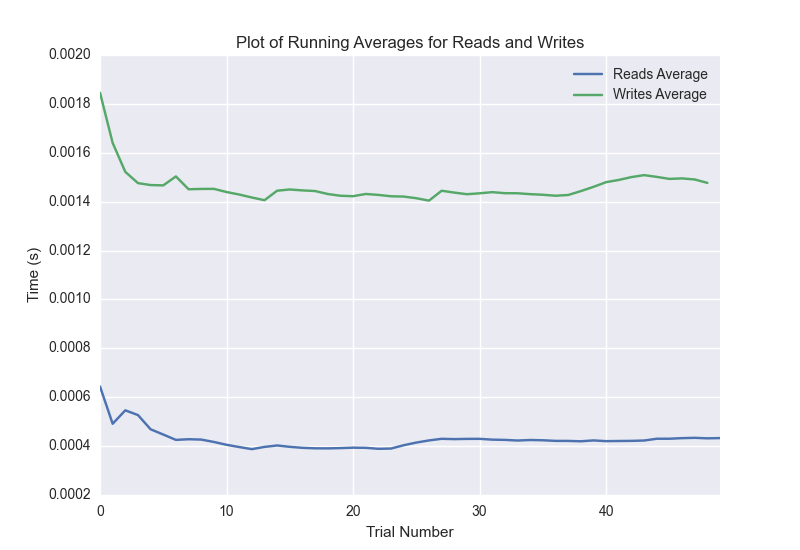 Plot of Running Averages for Reads and Writes
0.0020
0.0018
0.0016
0.0014
0.0012
0.0010
0.0008
0.0006
0.0004
0.0002
Time (s)
Reads Average
Writes Average
0 10 20 30 40
Trial Number